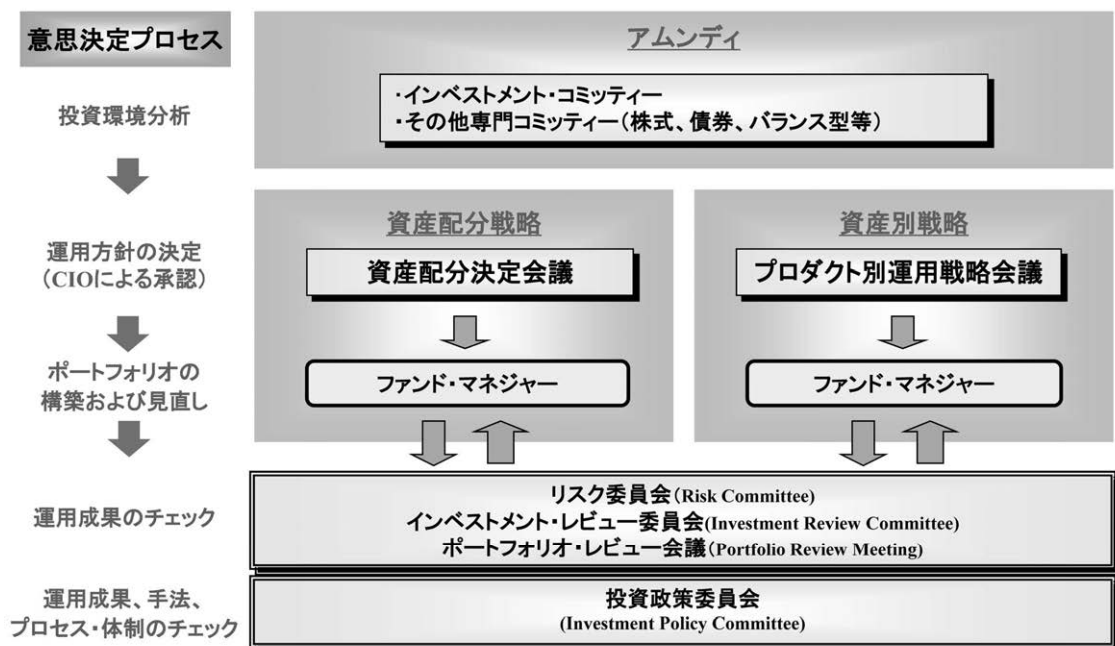 意思決定プロセス
アムンディ
投資環境分析
・インベストメント・コミッティー
・その他専門コミッティー（株式、債券、バランス型等）
運用方針の決定
（CIOによる承認）
資産配分戦略
資産配分決定会議
資産別戦略
プロダクト別運用戦略会議
ポートフォリオの
構築および見直し
ファンド・マネジャー
ファンド・マネジャー
運用成果のチェック
リスク委員会（Risk Committee）
インベストメント・レビュー委員会(Investment Review Committee)
ポートフォリオ・レビュー会議（Portfolio Review Meeting）
運用成果、手法、
プロセス・体制のチェック
投資政策委員会
(Investment Policy Committee)